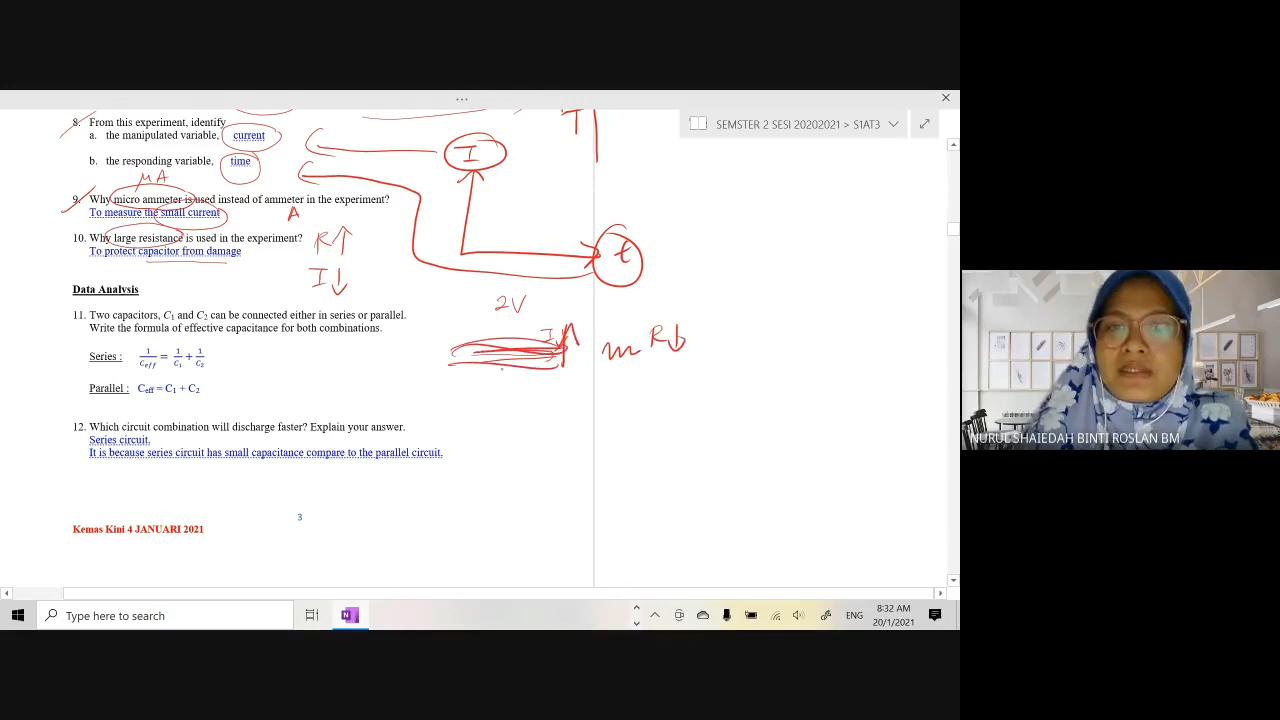 SEMSTER 2 SESI 20202021 > S1AT3
8. From this experiment, identify
a. the manipulated variable, current
b. the responding variable, time
I
T
μA
9. Why micro ammeter is used instead of ammeter in the experiment?
To measure the small current
A
10. Why large resistance is used in the experiment?
To protect capacitor from damage
R↑
I↓
t
Data Analysis
2V
11. Two capacitors, C1 and C2 can be connected either in series or parallel.
Write the formula of effective capacitance for both combinations.
I
R↓
Series : 1/Ceff = 1/C1 + 1/C2
Parallel : Ceff = C1 + C2
12. Which circuit combination will discharge faster? Explain your answer.
Series circuit.
It is because series circuit has small capacitance compare to the parallel circuit.
3
Kemas Kini 4 JANUARI 2021
NURUL SHAIEDAH BINTI ROSLAN BM
Type here to search
ENG
8:32 AM
20/1/2021